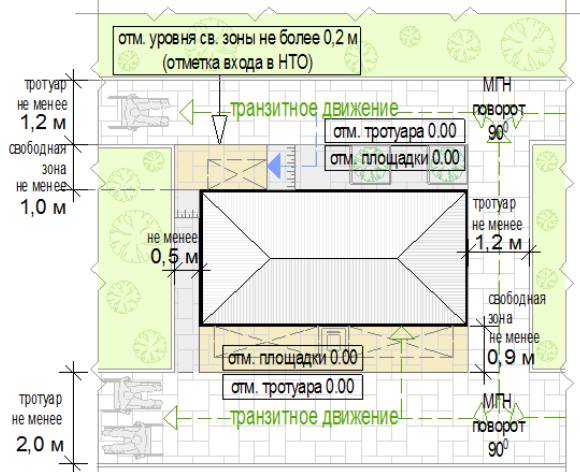 отм. уровня св. зоны не более 0,2 м
(отметка входа в НТО)
тротуар
не менее
1,2 м
транзитное движение
МГН
поворот
90⁰
отм. тротуара 0.00
отм. площадки 0.00
свободная
зона
не менее
1,0 м
тротуар
не менее
1,2 м
не менее
0,5 м
свободная
зона
не менее
0,9 м
отм. площадки 0.00
отм. тротуара 0.00
тротуар
не менее
2,0 м
транзитное движение
МГН
поворот
90⁰